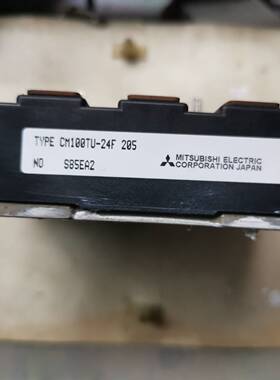 TYPE CM100TU-24F 205
NO S85EA2
MITSUBISHI ELECTRIC
CORPORATION JAPAN